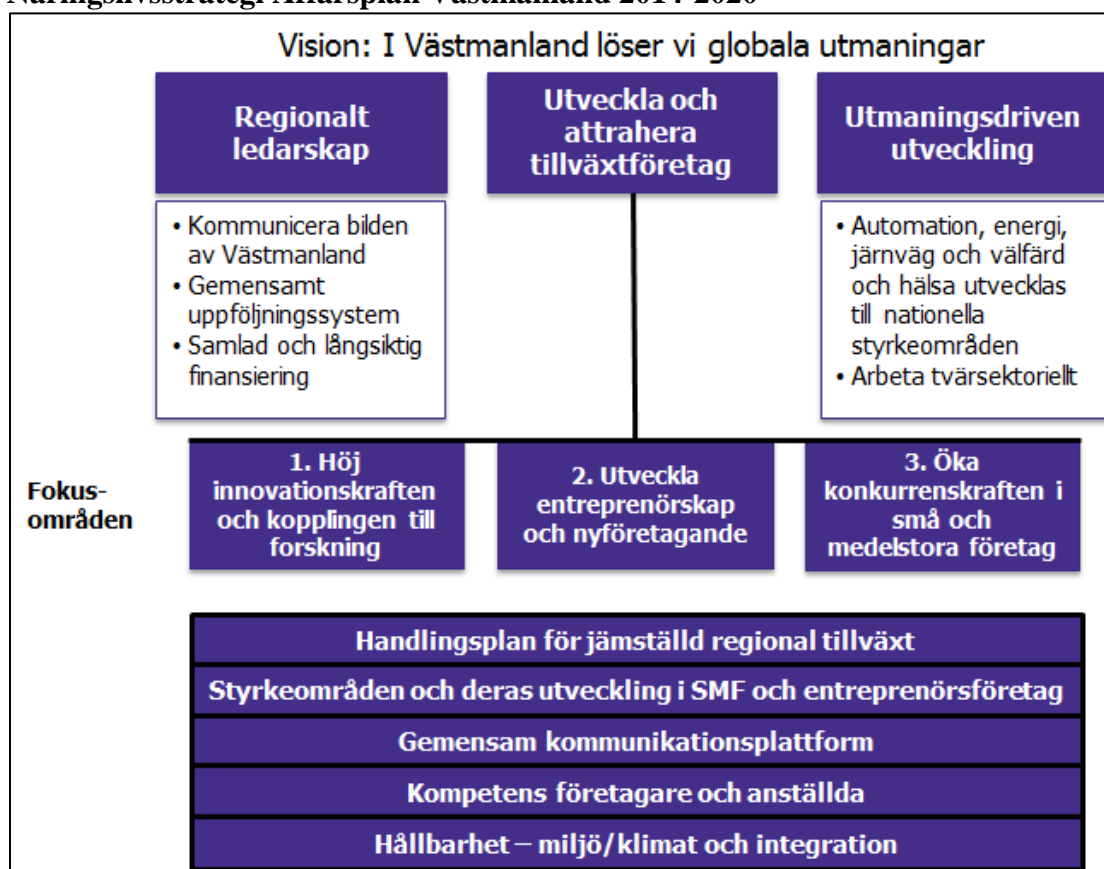 Näringslivsstrategi Affärsplan Västmanland 2014-2020
Vision: I Västmanland löser vi globala utmaningar
Regionalt
ledarskap
Utveckla och
attrahera
tillväxtföretag
Utmaningsdriven
utveckling
• Kommunicera bilden
av Västmanland
• Gemensamt
uppföljningssystem
• Samlad och långsiktig
finansiering
• Automation, energi,
järnväg och välfärd
och hälsa utvecklas
till nationella
styrkeområden
• Arbeta tvärsektoriellt
Fokus-
områden
1. Höj
innovationskraften
och kopplingen till
forskning
2. Utveckla
entreprenörskap
och nyföretagande
3. Öka
konkurrenskraften i
små och
medelstora företag
Handlingsplan för jämställd regional tillväxt
Styrkeområden och deras utveckling i SMF och entreprenörsföretag
Gemensam kommunikationsplattform
Kompetens företagare och anställda
Hållbarhet – miljö/klimat och integration